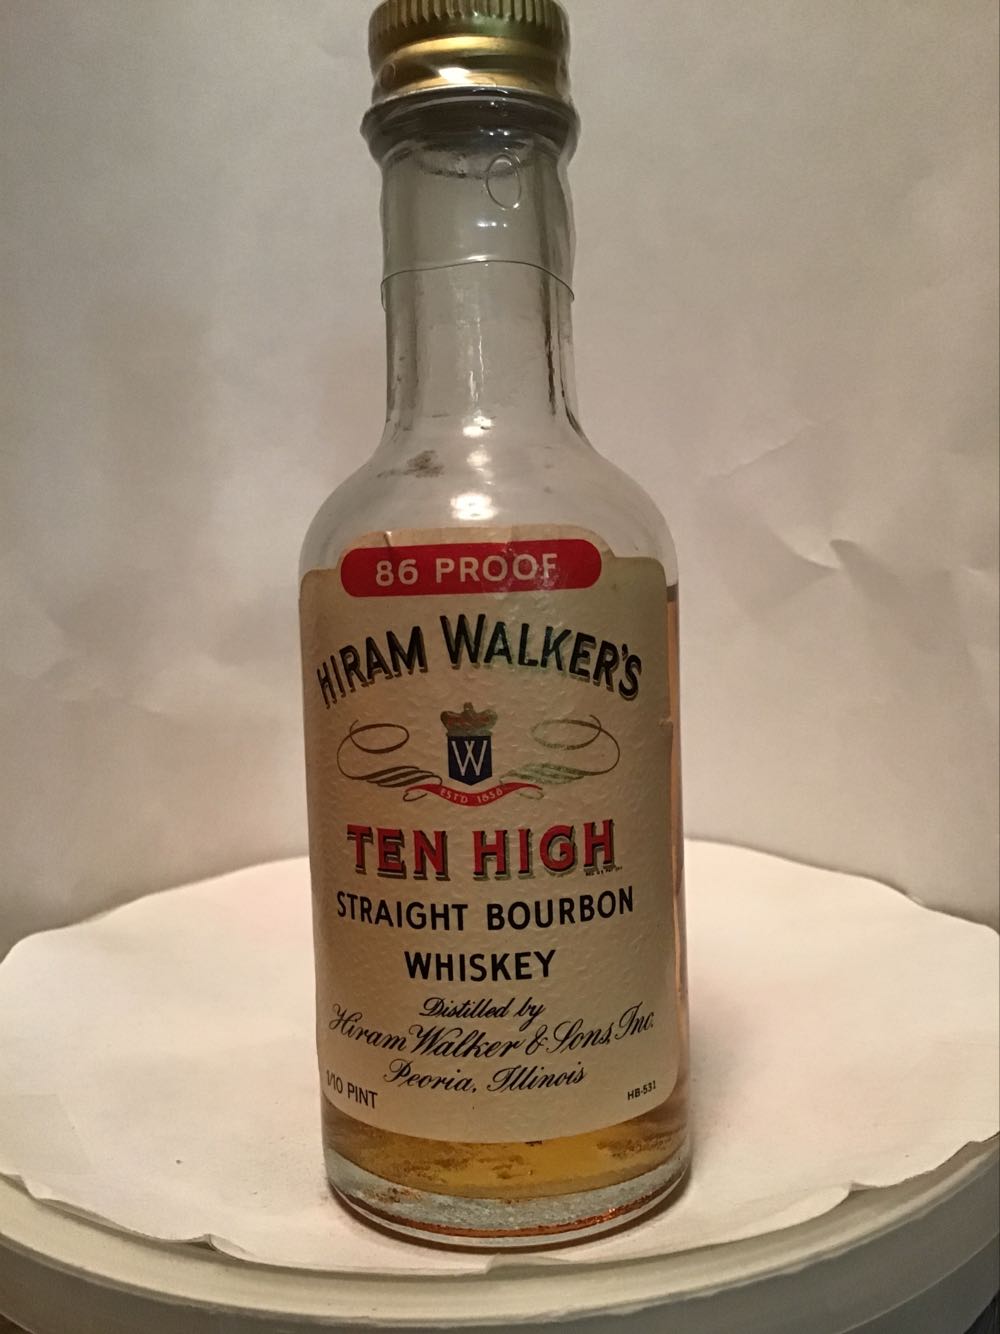 86 PROOF
HIRAM WALKER'S
W
EST'D 1858
TEN HIGH
STRAIGHT BOURBON
WHISKEY
Distilled by
Hiram Walker & Sons, Inc.
Peoria, Illinois
1/10 PINT
HB-531